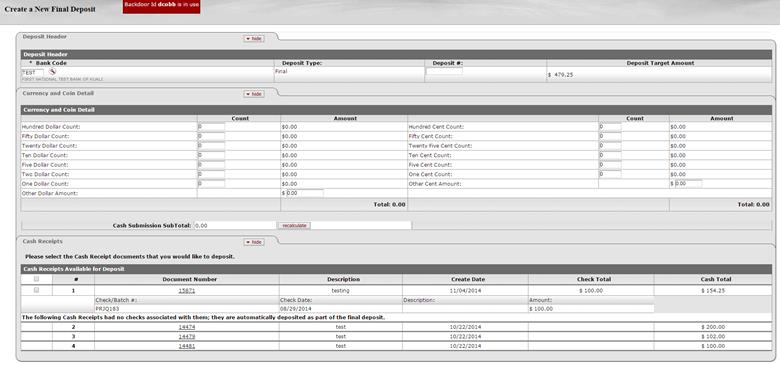 Create a New Final Deposit
Backdoor Id dcobb is in use
Deposit Header
hide
Deposit Header
* Bank Code Deposit Type: Deposit #: Deposit Target Amount
TEST Final $ 479.25
FIRST NATIONAL TEST BANK OF KUALI
Currency and Coin Detail
hide
Currency and Coin Detail
Count Amount Count Amount
Hundred Dollar Count: 0 $0.00 Hundred Cent Count: 0 $0.00
Fifty Dollar Count: 0 $0.00 Fifty Cent Count: 0 $0.00
Twenty Dollar Count: 0 $0.00 Twenty Five Cent Count: 0 $0.00
Ten Dollar Count: 0 $0.00 Ten Cent Count: 0 $0.00
Five Dollar Count: 0 $0.00 Five Cent Count: 0 $0.00
Two Dollar Count: 0 $0.00 One Cent Count: 0 $0.00
One Dollar Count: 0 $0.00 Other Cent Amount: $ 0.00
Other Dollar Amount: $ 0.00
Total: 0.00 Total: 0.00
Cash Submission SubTotal: 0.00 recalculate
Cash Receipts
hide
Please select the Cash Receipt documents that you would like to deposit.
Cash Receipts Available for Deposit
# Document Number Description Create Date Check Total Cash Total
1 15871 testing 11/04/2014 $ 100.00 $ 154.25
Check/Batch #: Check Date: Description: Amount:
PRJQ183 08/29/2014 $ 100.00
The following Cash Receipts had no checks associated with them; they are automatically deposited as part of the final deposit.
2 14474 test 10/22/2014 $ 200.00
3 14479 test 10/22/2014 $ 102.00
4 14481 test 10/22/2014 $ 100.00